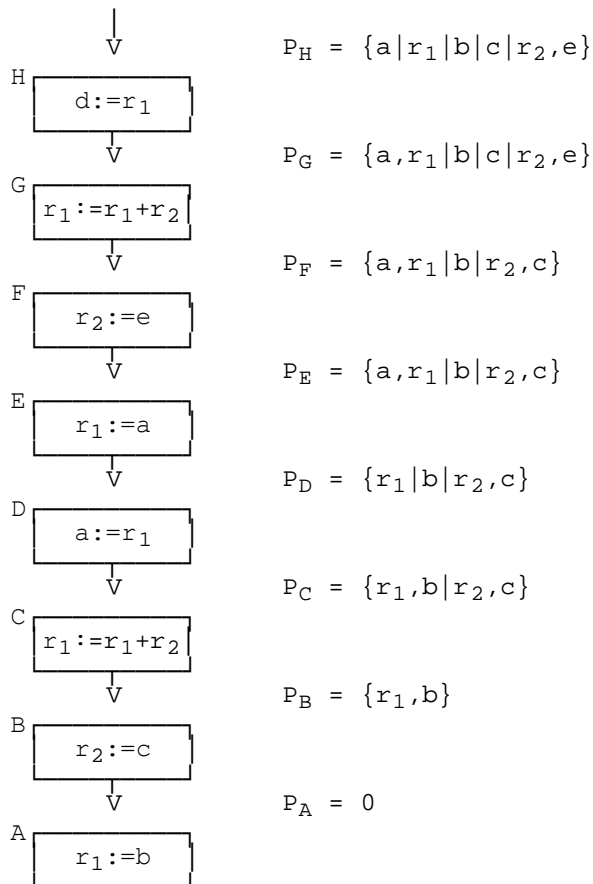 V P_H = {a|r_1|b|c|r_2,e}
H
d:=r_1
V P_G = {a,r_1|b|c|r_2,e}
G
r_1:=r_1+r_2
V P_F = {a,r_1|b|r_2,c}
F
r_2:=e
V P_E = {a,r_1|b|r_2,c}
E
r_1:=a
V P_D = {r_1|b|r_2,c}
D
a:=r_1
V P_C = {r_1,b|r_2,c}
C
r_1:=r_1+r_2
V P_B = {r_1,b}
B
r_2:=c
V P_A = 0
A
r_1:=b